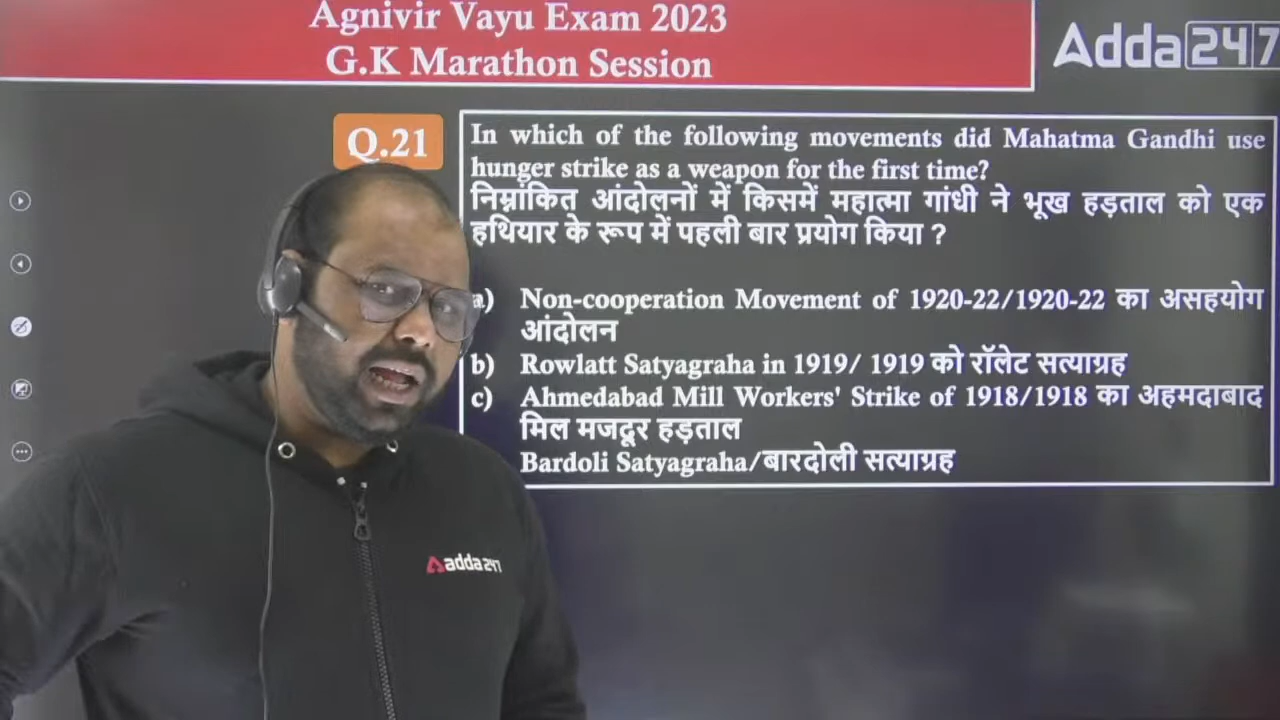 Agnivir Vayu Exam 2023
G.K Marathon Session
Adda247
Q.21
In which of the following movements did Mahatma Gandhi use
hunger strike as a weapon for the first time?
निम्नांकित आंदोलनों में किसमें महात्मा गांधी ने भूख हड़ताल को एक
हथियार के रूप में पहली बार प्रयोग किया ?
a) Non-cooperation Movement of 1920-22/1920-22 का असहयोग
आंदोलन
b) Rowlatt Satyagraha in 1919/ 1919 को रॉलेट सत्याग्रह
c) Ahmedabad Mill Workers' Strike of 1918/1918 का अहमदाबाद
मिल मजदूर हड़ताल
Bardoli Satyagraha/बारदोली सत्याग्रह
adda247